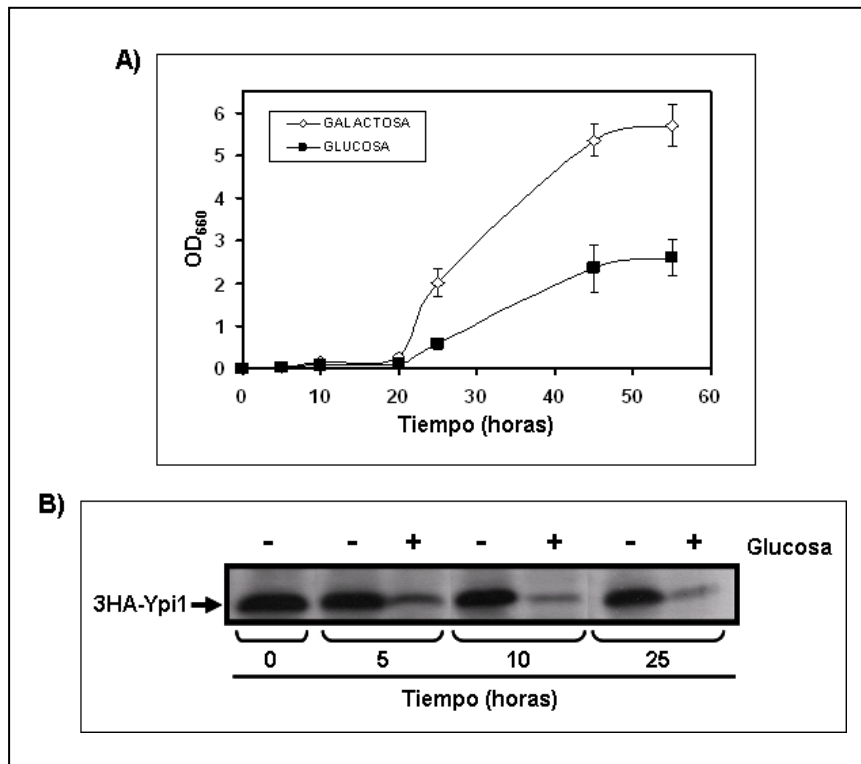 A)
6
5
4
3
2
1
0
OD660
GALACTOSA
GLUCOSA
0 10 20 30 40 50 60
Tiempo (horas)
B)
- - + - + - + Glucosa
3HA-Ypi1
0 5 10 25
Tiempo (horas)